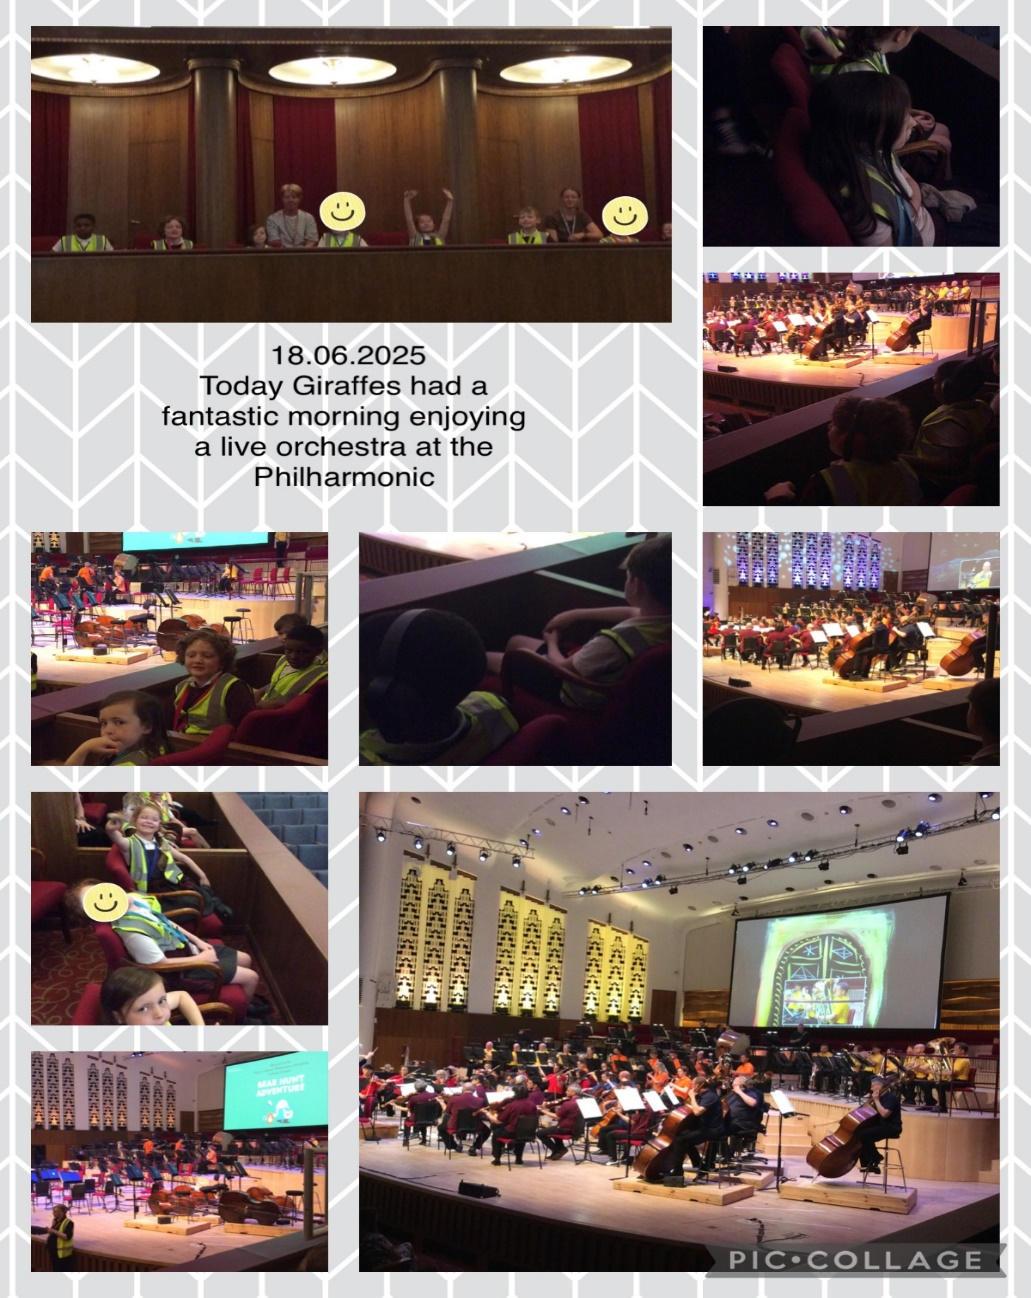 18.06.2025
Today Giraffes had a
fantastic morning enjoying
a live orchestra at the
Philharmonic
BEAR HUNT
ADVENTURE
PIC•COLLAGE